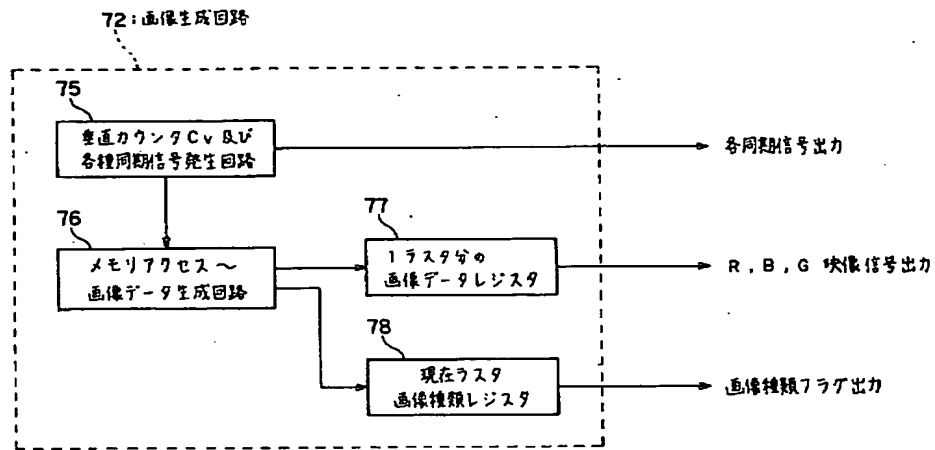 72:画像生成回路
75
垂直カウンタCv及び
各種同期信号発生回路
各同期信号出力
76
メモリアクセス〜
画像データ生成回路
77
1ラスタ分の
画像データレジスタ
R,B,G 映像信号出力
78
現在ラスタ
画像種類レジスタ
画像種類フラグ出力